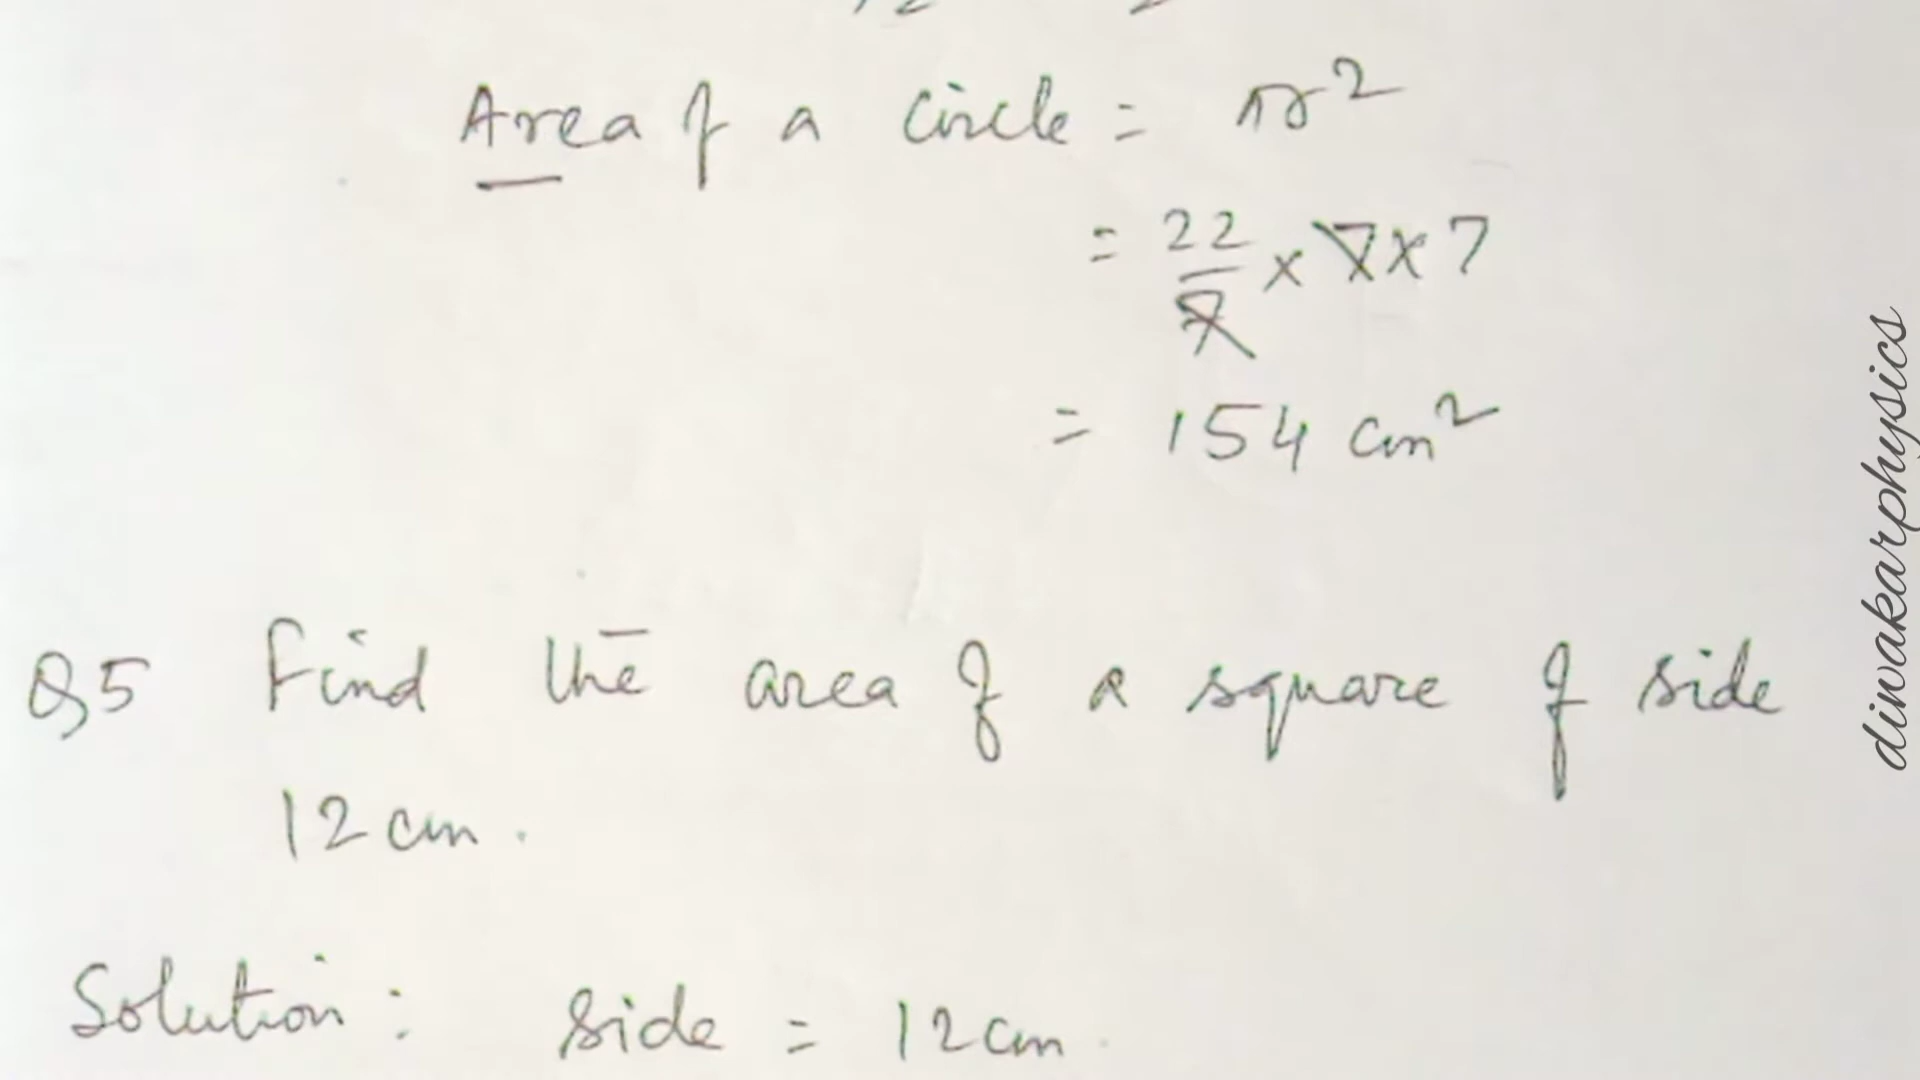 Area of a circle = πr²
= 22/7 x 7 x 7
= 154 cm²
Q5 Find the area of a square of side
12 cm.
Solution: Side = 12 cm.
diwakarphysics